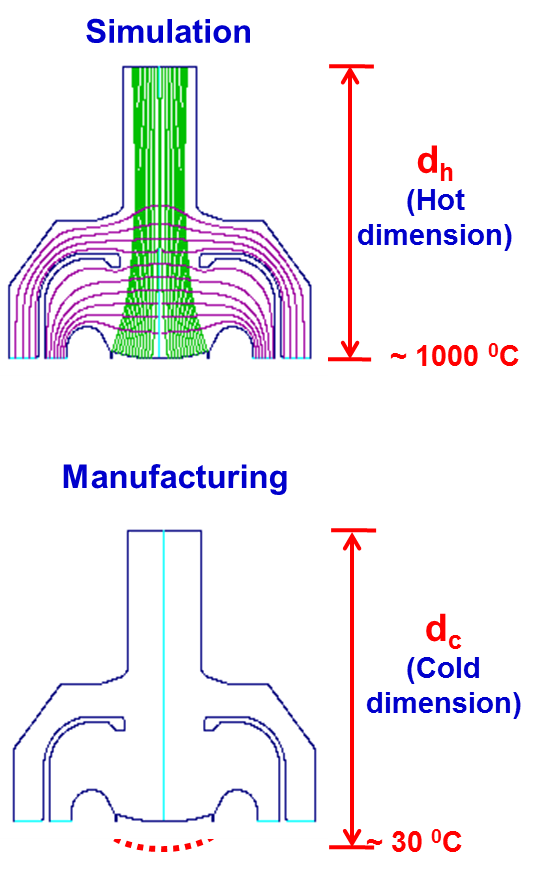 Simulation
dh
(Hot
dimension)
~ 1000 ⁰C
Manufacturing
dc
(Cold
dimension)
~ 30 ⁰C